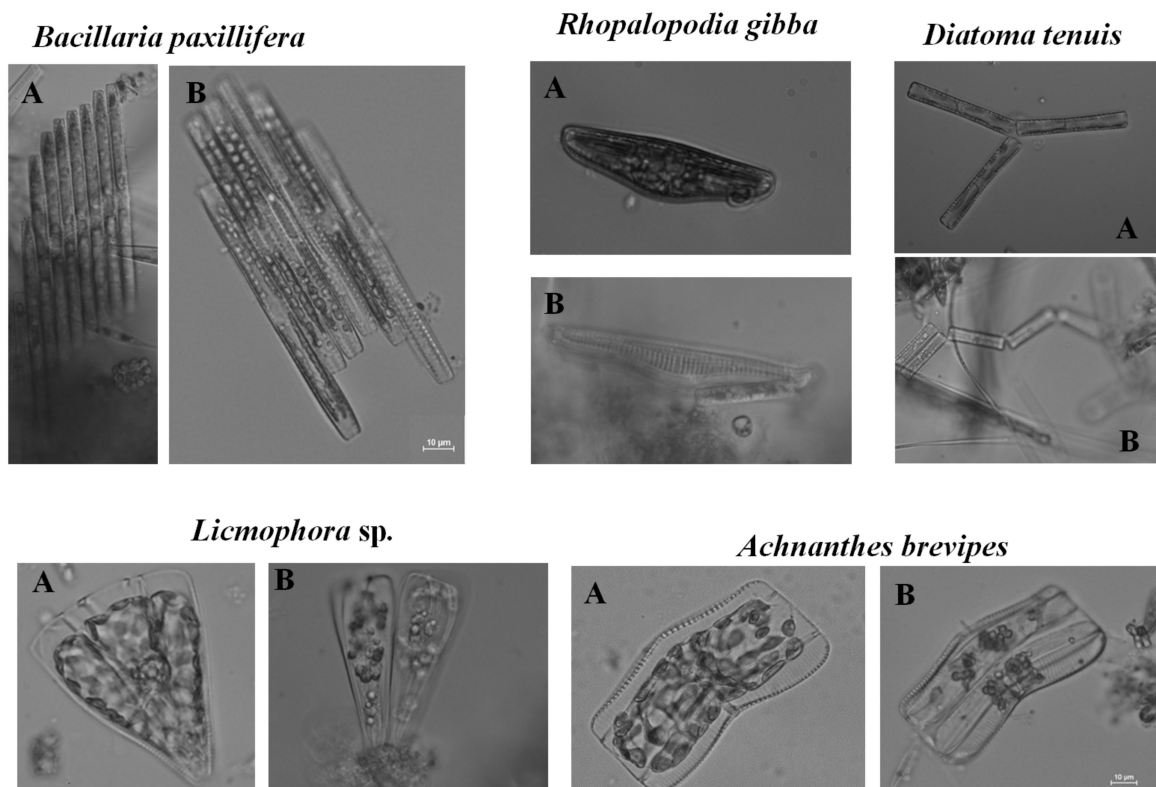 Bacillaria paxillifera
A
B
10 µm
Rhopalopodia gibba
A
B
Diatoma tenuis
A
B
Licmophora sp.
A
B
Achnanthes brevipes
A
B
10 µm